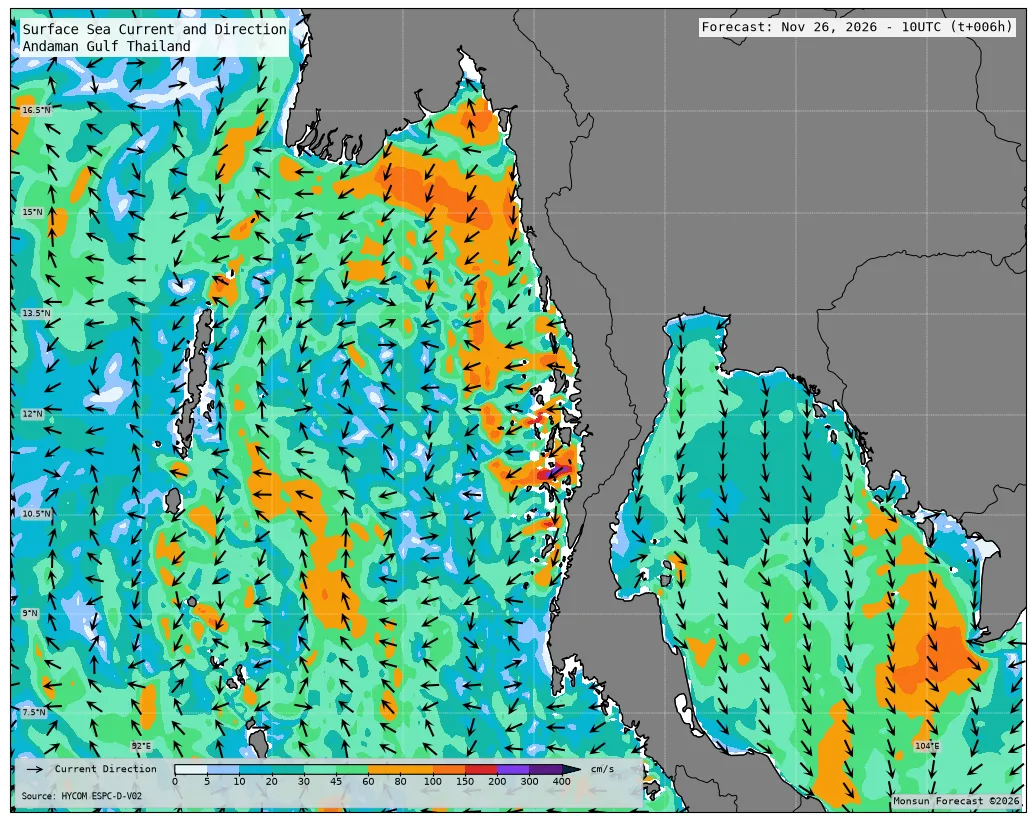 Surface Sea Current and Direction
Andaman Gulf Thailand
Forecast: Nov 26, 2026 - 10UTC (t+006h)
16.5°N
15°N
13.5°N
12°N
10.5°N
9°N
7.5°N
92°E
104°E
Current Direction
0 5 10 20 30 45 60 80 100 150 200 300 400 cm/s
Source: HYCOM ESPC-D-V02
Monsun Forecast ©2026